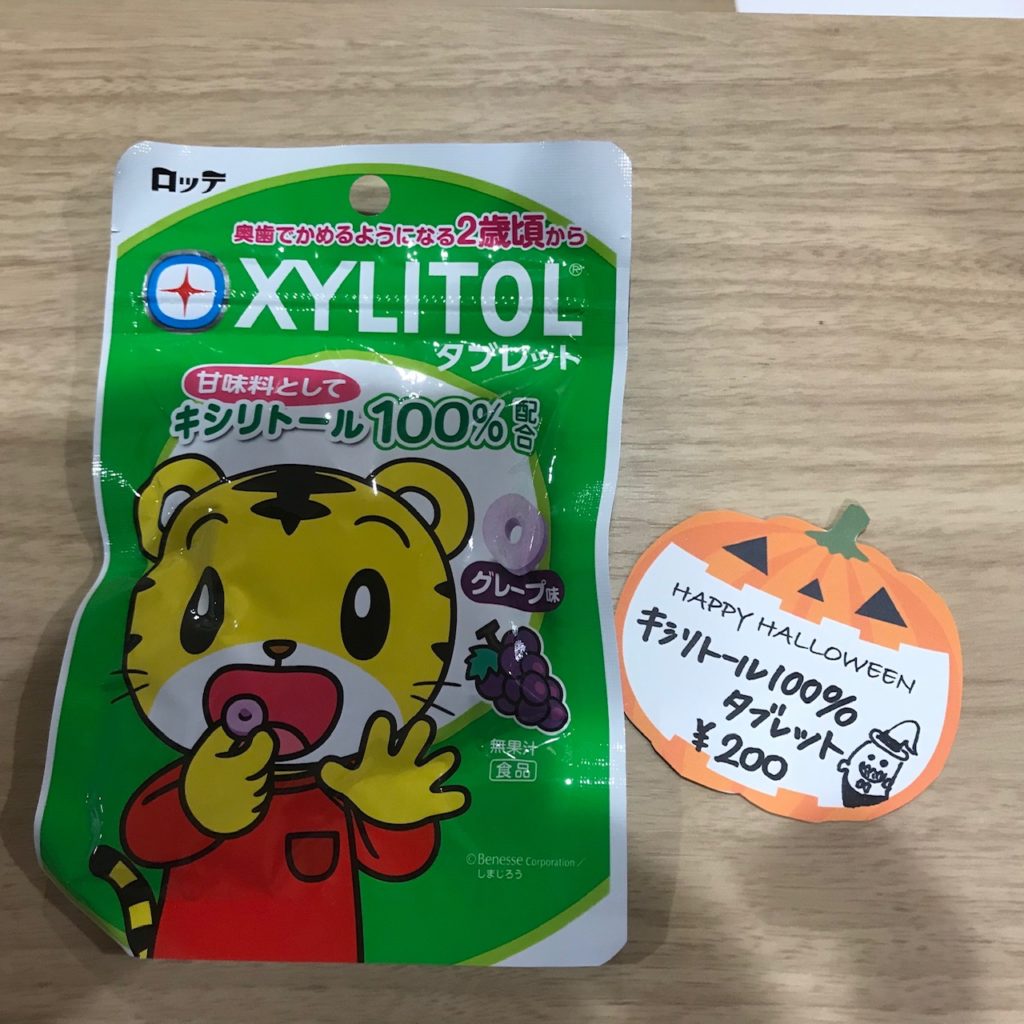 ロッテ
奥歯でかめるようになる2歳頃から
XYLITOL®
タブレット
甘味料として
キシリトール100%配合
グレープ味
無果汁
食品
©Benesse Corporation/
しまじろう
HAPPY HALLOWEEN
キシリトール100%
タブレット
¥200